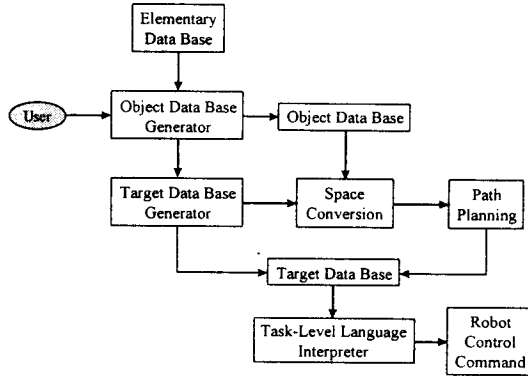 Elementary
Data Base
User
Object Data Base
Generator
Object Data Base
Target Data Base
Generator
Space
Conversion
Path
Planning
Target Data Base
Task-Level Language
Interpreter
Robot
Control
Command